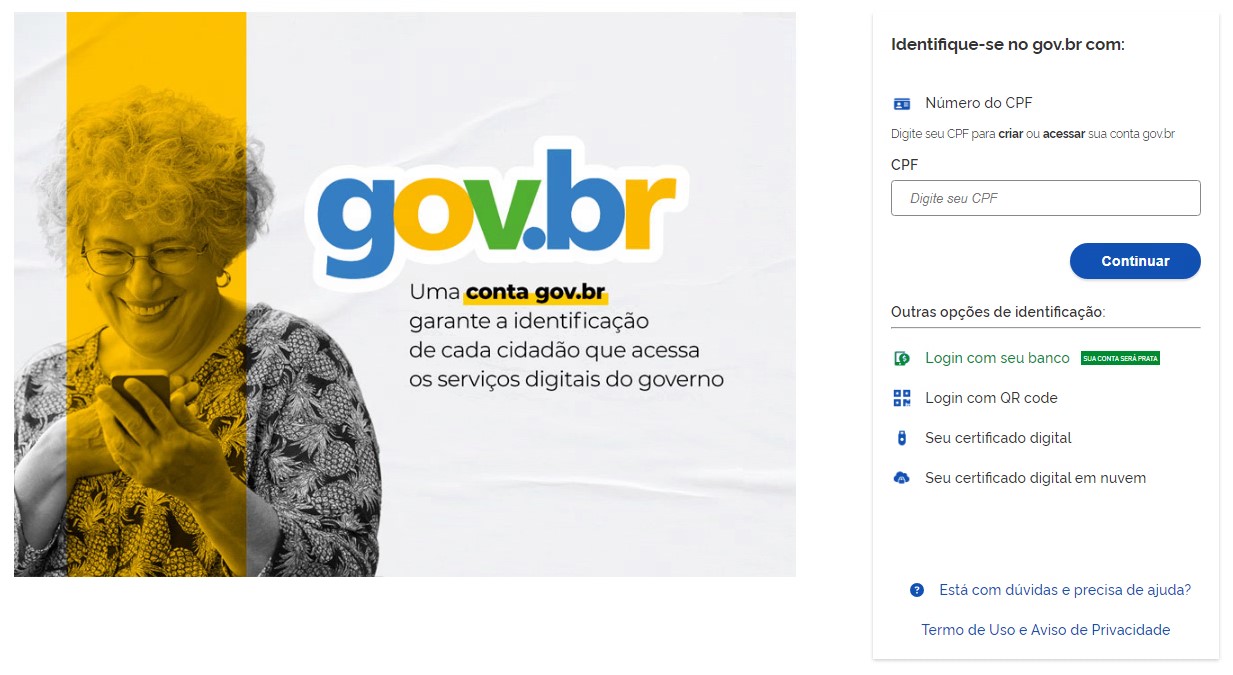 gov.br
Uma conta gov.br
garante a identificação
de cada cidadão que acessa
os serviços digitais do governo
Identifique-se no gov.br com:
Número do CPF
Digite seu CPF para criar ou acessar sua conta gov.br
CPF
Digite seu CPF
Continuar
Outras opções de identificação:
Login com seu banco SUA CONTA SERÁ PRATA
Login com QR code
Seu certificado digital
Seu certificado digital em nuvem
Está com dúvidas e precisa de ajuda?
Termo de Uso e Aviso de Privacidade